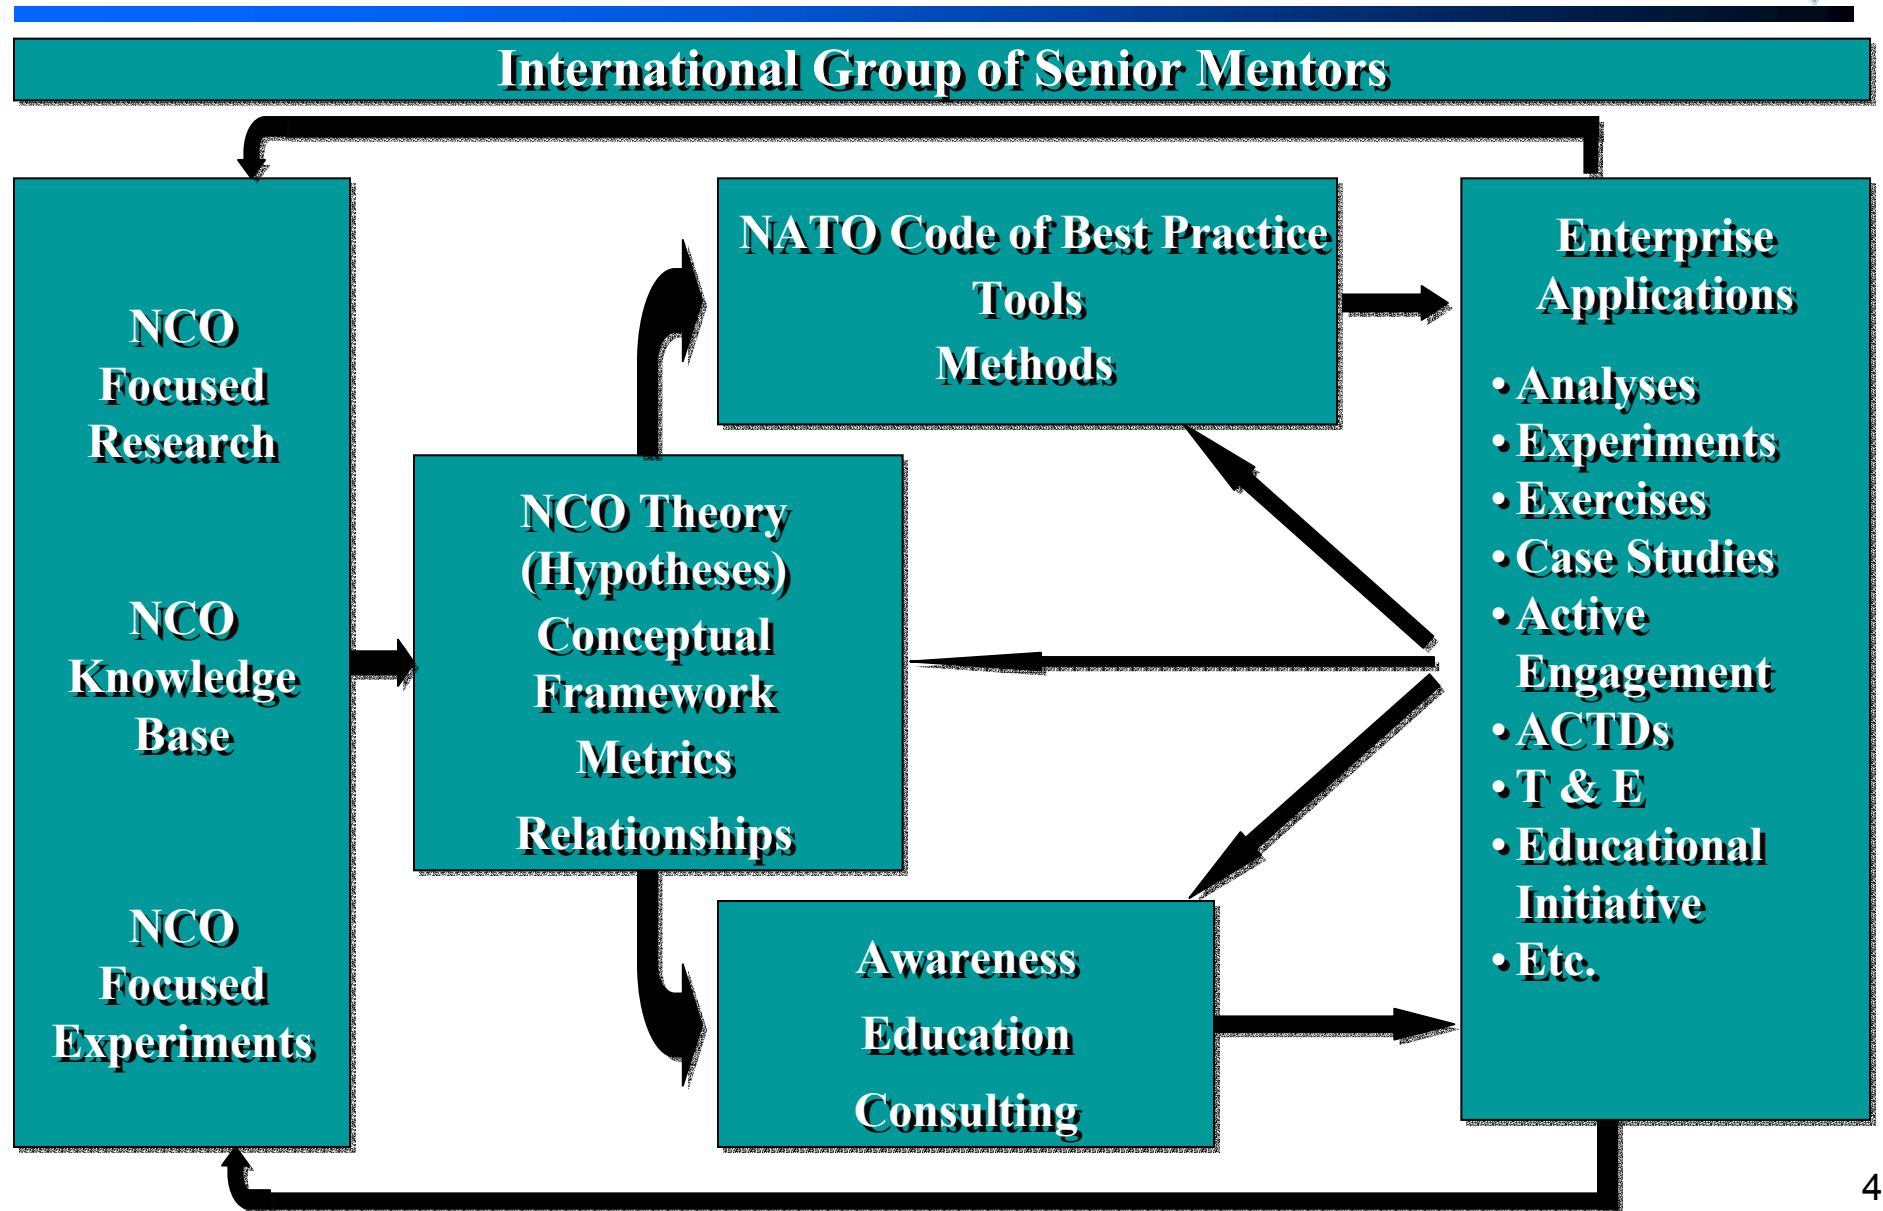 International Group of Senior Mentors
NCO
Focused
Research
NCO
Knowledge
Base
NCO
Focused
Experiments
NCO Theory
(Hypotheses)
Conceptual
Framework
Metrics
Relationships
NATO Code of Best Practice
Tools
Methods
Awareness
Education
Consulting
Enterprise
Applications
• Analyses
• Experiments
• Exercises
• Case Studies
• Active
Engagement
• ACTDs
• T & E
• Educational
Initiative
• Etc.
4